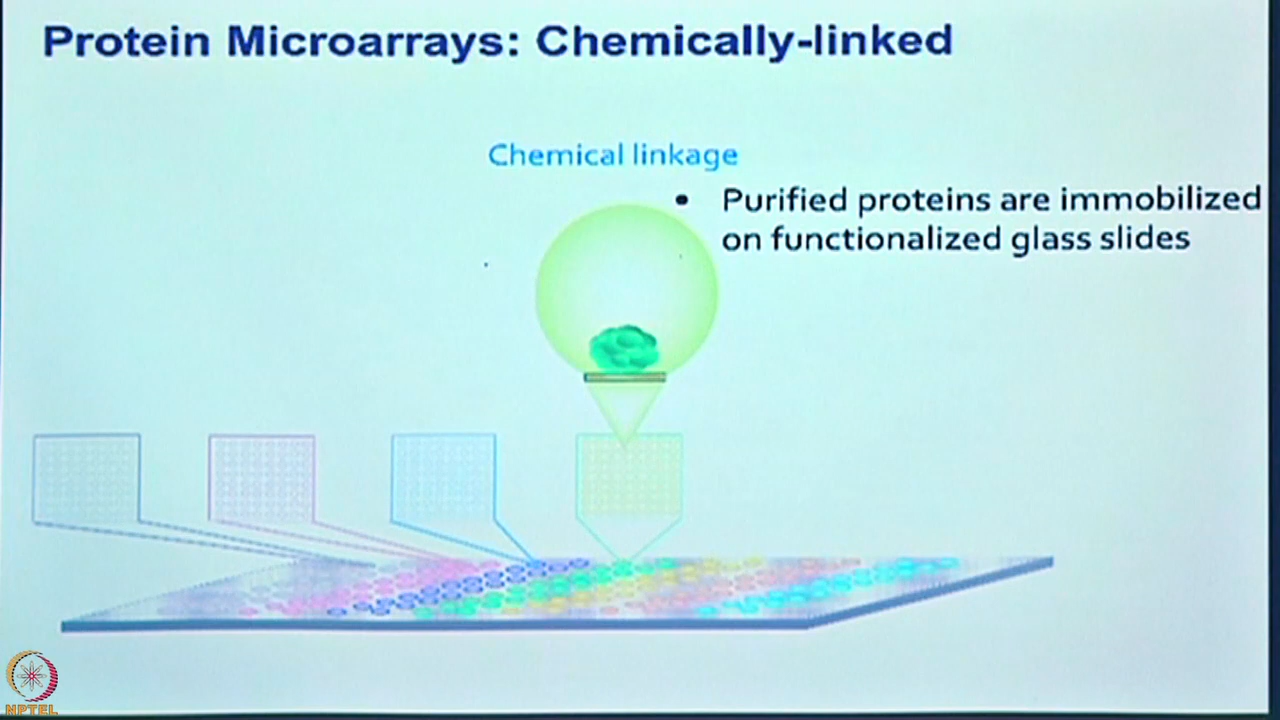 Protein Microarrays: Chemically-linked
Chemical linkage
• Purified proteins are immobilized
on functionalized glass slides
NPTEL